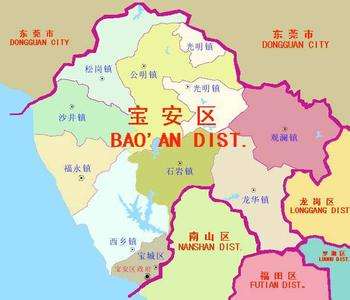 东莞市
DONGGUAN CITY
东莞市
DONGGUAN CITY
光明镇
松岗镇
公明镇
光明镇
沙井镇
宝安区
BAO'AN DIST.
观澜镇
福永镇
石岩镇
龙华镇
龙岗区
LONGGANG DIST.
西乡镇
南山区
NANSHAN DIST.
宝城区
宝安区政府
罗湖区
LUOHU DIST.
福田区
FUTIAN DIST.